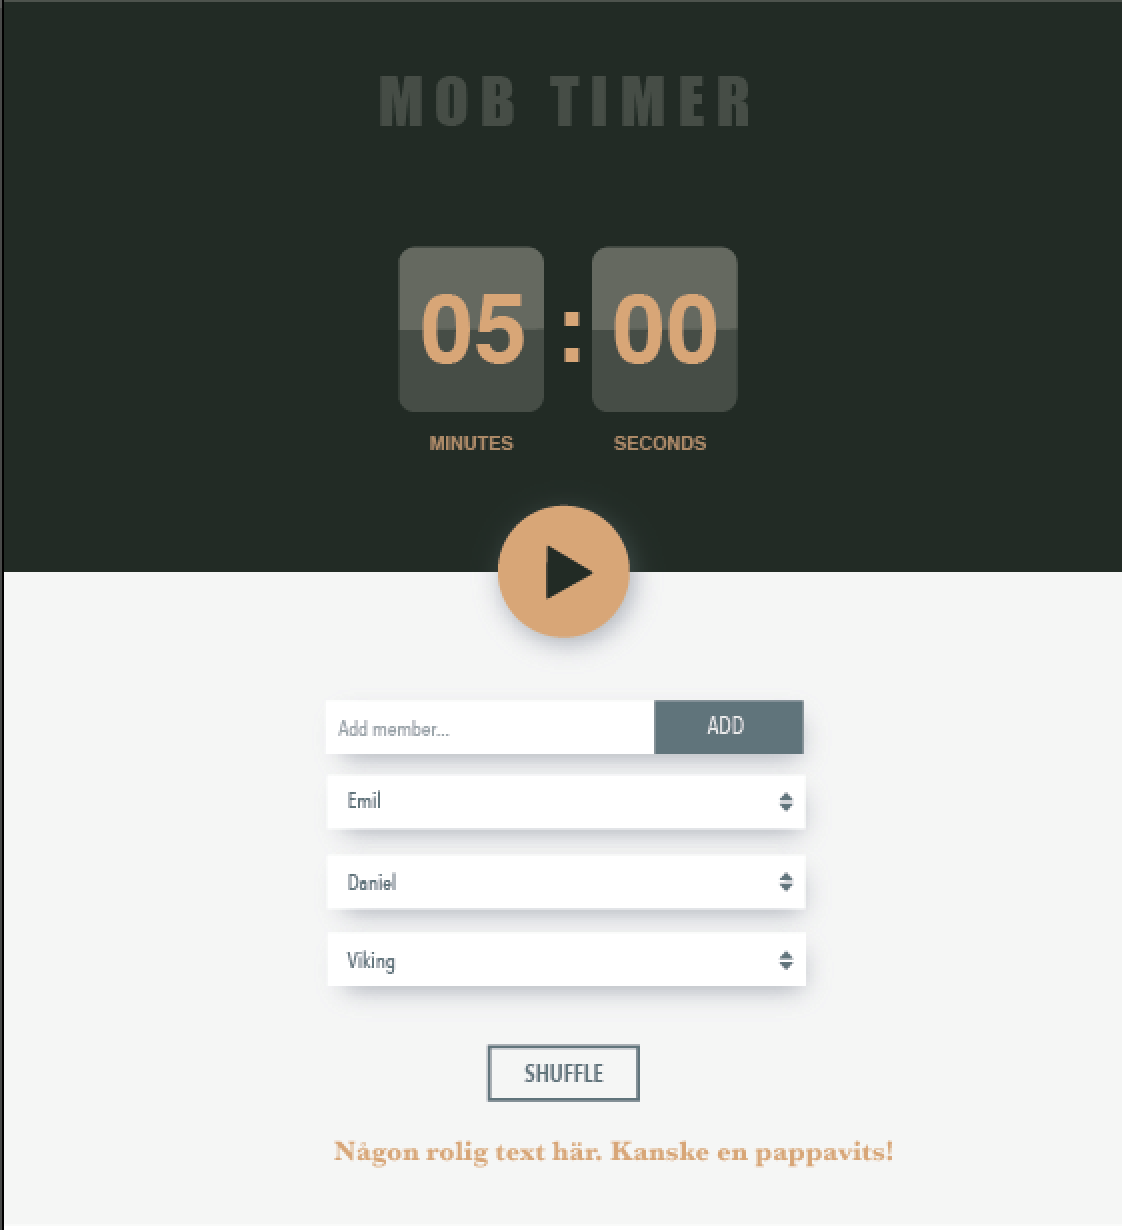 MOB TIMER
05 : 00
MINUTES SECONDS
Add member... ADD
Emil
Daniel
Viking
SHUFFLE
Någon rolig text här. Kanske en pappavits!